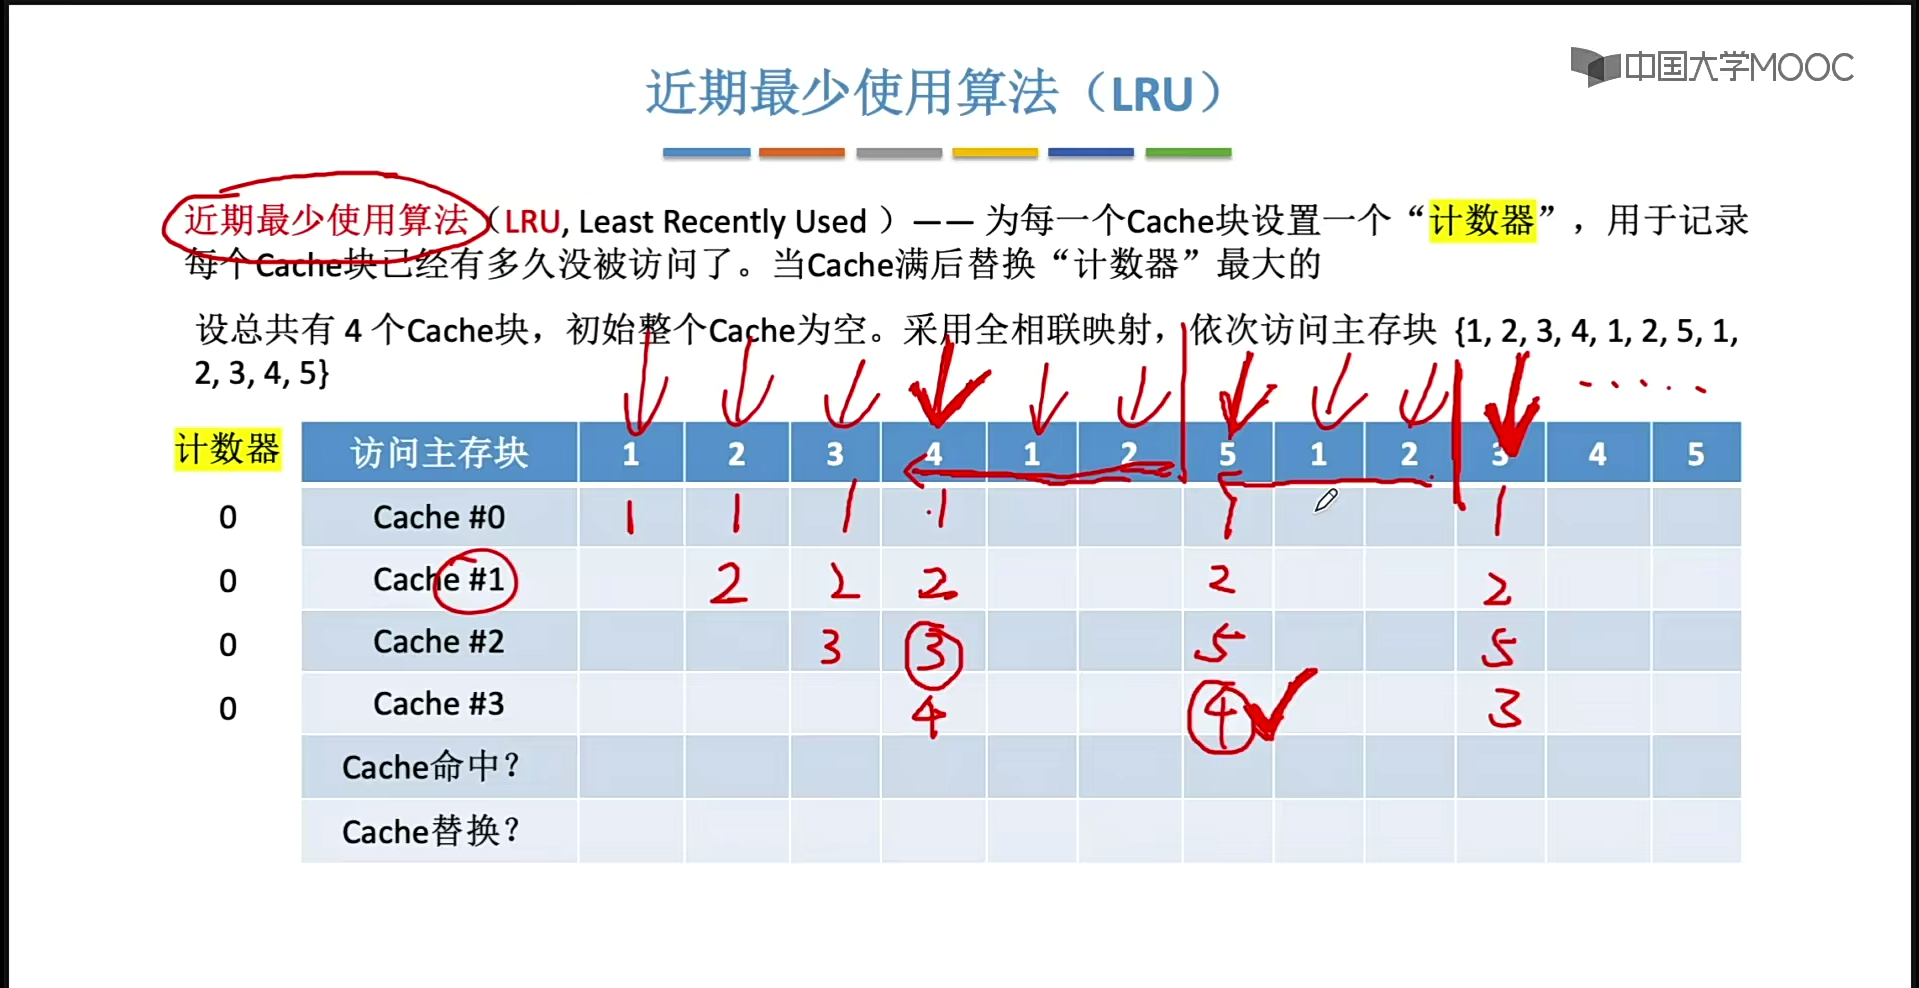 中国大学MOOC
近期最少使用算法（LRU）
近期最少使用算法（LRU, Least Recently Used ）—— 为每一个Cache块设置一个“计数器”，用于记录
每个Cache块已经有多久没被访问了。当Cache满后替换“计数器”最大的
设总共有 4 个Cache块，初始整个Cache为空。采用全相联映射，依次访问主存块 {1, 2, 3, 4, 1, 2, 5, 1,
2, 3, 4, 5}
计数器 访问主存块 1 2 3 4 1 2 5 1 2 3 4 5
0 Cache #0 1 1 1 1 1 1
0 Cache #1 2 2 2 2 2
0 Cache #2 3 3 5 5
0 Cache #3 4 4 3
Cache命中？
Cache替换？